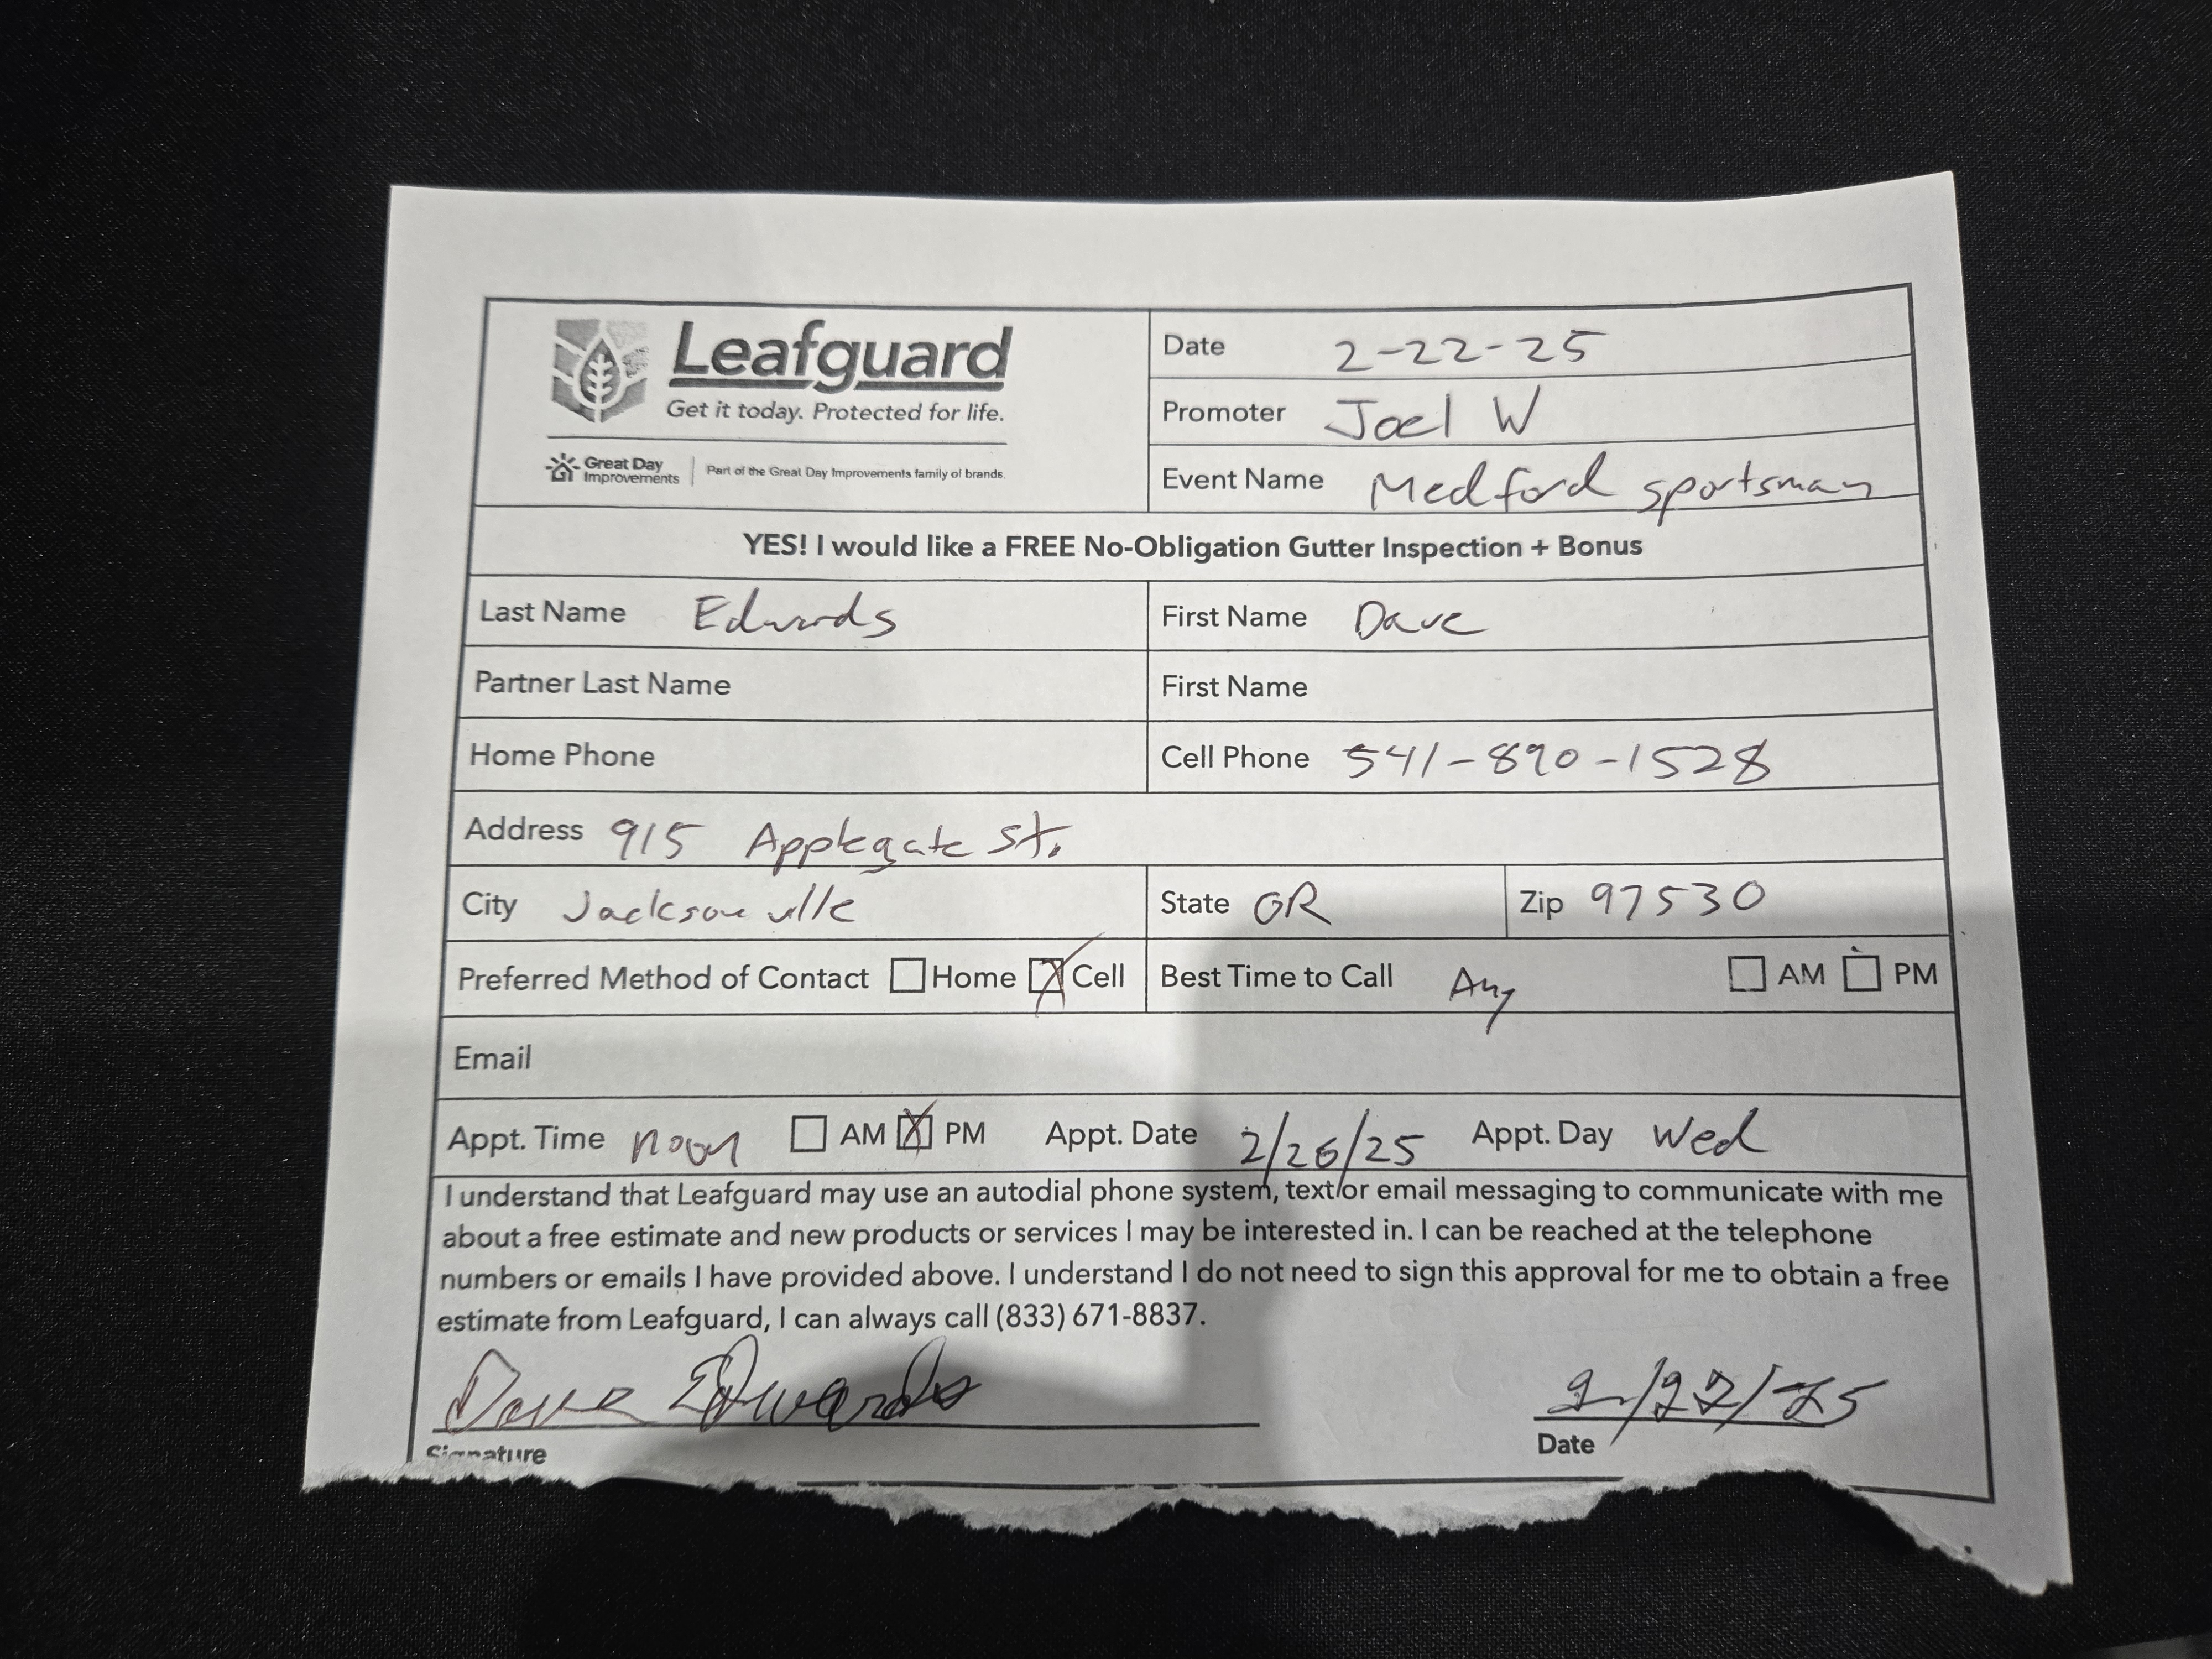 Leafguard
Get it today. Protected for life.
Great Day Improvements | Part of the Great Day Improvements family of brands
Date 2-22-25
Promoter Joel W
Event Name Medford sportsman
YES! I would like a FREE No-Obligation Gutter Inspection + Bonus
Last Name Edwards First Name Dave
Partner Last Name First Name
Home Phone Cell Phone 541-890-1528
Address 915 Applegate st.
City Jacksonville State OR Zip 97530
Preferred Method of Contact ☐ Home ☒ Cell Best Time to Call Any ☐ AM ☐ PM
Email
Appt. Time noon ☐ AM ☒ PM Appt. Date 2/26/25 Appt. Day Wed
I understand that Leafguard may use an autodial phone system, text/or email messaging to communicate with me
about a free estimate and new products or services I may be interested in. I can be reached at the telephone
numbers or emails I have provided above. I understand I do not need to sign this approval for me to obtain a free
estimate from Leafguard, I can always call (833) 671-8837.
Dave Edwards 2/22/25
Signature Date